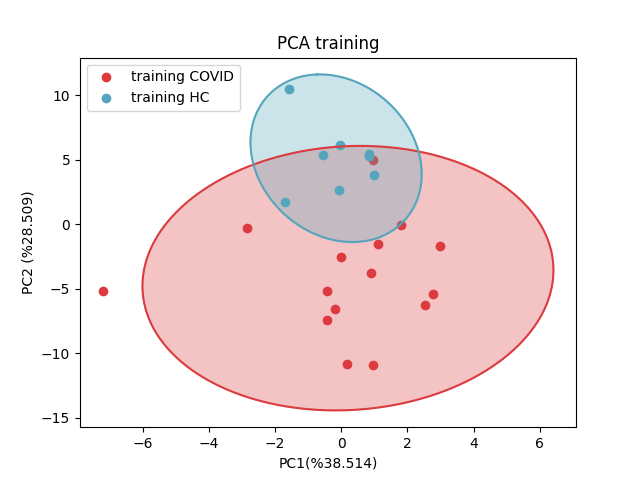 PCA training
training COVID
training HC
10
5
0
−5
−10
−15
PC2 (%28.509)
−6
−4
−2
0
2
4
6
PC1(%38.514)